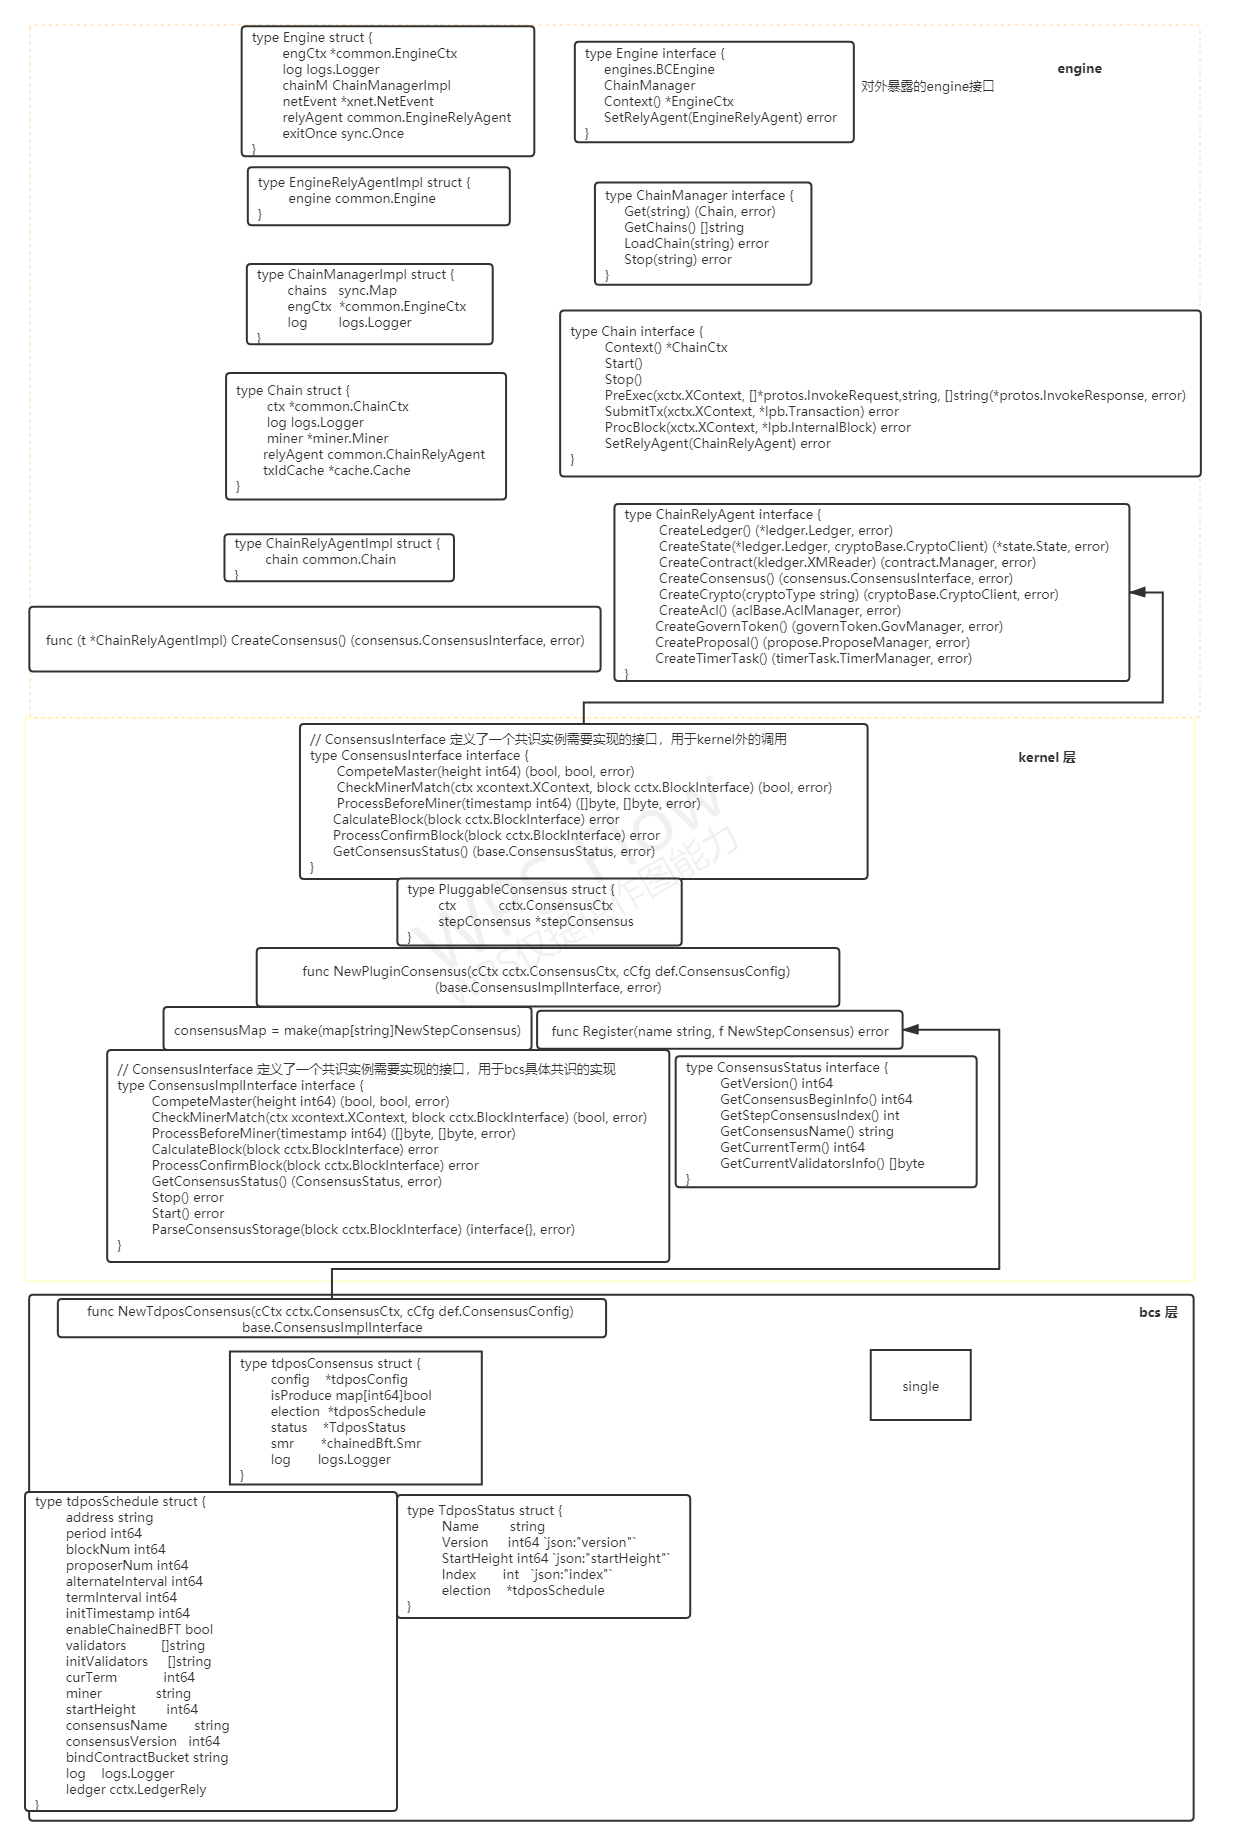 type Engine struct {
engCtx *common.EngineCtx
log logs.Logger
chainM ChainManagerImpl
netEvent *xnet.NetEvent
relyAgent common.EngineRelyAgent
exitOnce sync.Once
}
type Engine interface {
engines.BCEngine
ChainManager
Context() *EngineCtx
SetRelyAgent(EngineRelyAgent) error
}
对外暴露的engine接口
engine
type EngineRelyAgentImpl struct {
engine common.Engine
}
type ChainManager interface {
Get(string) (Chain, error)
GetChains() []string
LoadChain(string) error
Stop(string) error
}
type ChainManagerImpl struct {
chains   sync.Map
engCtx  *common.EngineCtx
log         logs.Logger
}
type Chain interface {
Context() *ChainCtx
Start()
Stop()
PreExec(xctx.XContext, []*protos.InvokeRequest,string, []string(*protos.InvokeResponse, error)
SubmitTx(xctx.XContext, *lpb.Transaction) error
ProcBlock(xctx.XContext, *lpb.InternalBlock) error
SetRelyAgent(ChainRelyAgent) error
}
type Chain struct {
ctx *common.ChainCtx
log logs.Logger
miner *miner.Miner
relyAgent common.ChainRelyAgent
txIdCache *cache.Cache
}
type ChainRelyAgent interface {
CreateLedger() (*ledger.Ledger, error)
CreateState(*ledger.Ledger, cryptoBase.CryptoClient) (*state.State, error)
CreateContract(kledger.XMReader) (contract.Manager, error)
CreateConsensus() (consensus.ConsensusInterface, error)
CreateCrypto(cryptoType string) (cryptoBase.CryptoClient, error)
CreateAcl() (aclBase.AclManager, error)
CreateGovernToken() (governToken.GovManager, error)
CreateProposal() (propose.ProposeManager, error)
CreateTimerTask() (timerTask.TimerManager, error)
}
type ChainRelyAgentImpl struct {
chain common.Chain
}
func (t *ChainRelyAgentImpl) CreateConsensus() (consensus.ConsensusInterface, error)
kernel 层
// ConsensusInterface 定义了一个共识实例需要实现的接口，用于kernel外的调用
type ConsensusInterface interface {
CompeteMaster(height int64) (bool, bool, error)
CheckMinerMatch(ctx xcontext.XContext, block cctx.BlockInterface) (bool, error)
ProcessBeforeMiner(timestamp int64) ([]byte, []byte, error)
CalculateBlock(block cctx.BlockInterface) error
ProcessConfirmBlock(block cctx.BlockInterface) error
GetConsensusStatus() (base.ConsensusStatus, error)
}
type PluggableConsensus struct {
ctx           cctx.ConsensusCtx
stepConsensus *stepConsensus
}
func NewPluginConsensus(cCtx cctx.ConsensusCtx, cCfg def.ConsensusConfig)
(base.ConsensusImplInterface, error)
consensusMap = make(map[string]NewStepConsensus)
func Register(name string, f NewStepConsensus) error
// ConsensusInterface 定义了一个共识实例需要实现的接口，用于bcs具体共识的实现
type ConsensusImplInterface interface {
CompeteMaster(height int64) (bool, bool, error)
CheckMinerMatch(ctx xcontext.XContext, block cctx.BlockInterface) (bool, error)
ProcessBeforeMiner(timestamp int64) ([]byte, []byte, error)
CalculateBlock(block cctx.BlockInterface) error
ProcessConfirmBlock(block cctx.BlockInterface) error
GetConsensusStatus() (ConsensusStatus, error)
Stop() error
Start() error
ParseConsensusStorage(block cctx.BlockInterface) (interface{}, error)
}
type ConsensusStatus interface {
GetVersion() int64
GetConsensusBeginInfo() int64
GetStepConsensusIndex() int
GetConsensusName() string
GetCurrentTerm() int64
GetCurrentValidatorsInfo() []byte
}
bcs 层
func NewTdposConsensus(cCtx cctx.ConsensusCtx, cCfg def.ConsensusConfig)
base.ConsensusImplInterface
type tdposConsensus struct {
config    *tdposConfig
isProduce map[int64]bool
election  *tdposSchedule
status    *TdposStatus
smr       *chainedBft.Smr
log       logs.Logger
}
single
type tdposSchedule struct {
address string
period int64
blockNum int64
proposerNum int64
alternateInterval int64
termInterval int64
initTimestamp int64
enableChainedBFT bool
validators         []string
initValidators     []string
curTerm            int64
miner              string
startHeight        int64
consensusName       string
consensusVersion   int64
bindContractBucket string
log    logs.Logger
ledger cctx.LedgerRely
}
type TdposStatus struct {
Name        string
Version     int64 `json:"version"`
StartHeight int64 `json:"startHeight"`
Index       int   `json:"index"`
election    *tdposSchedule
}